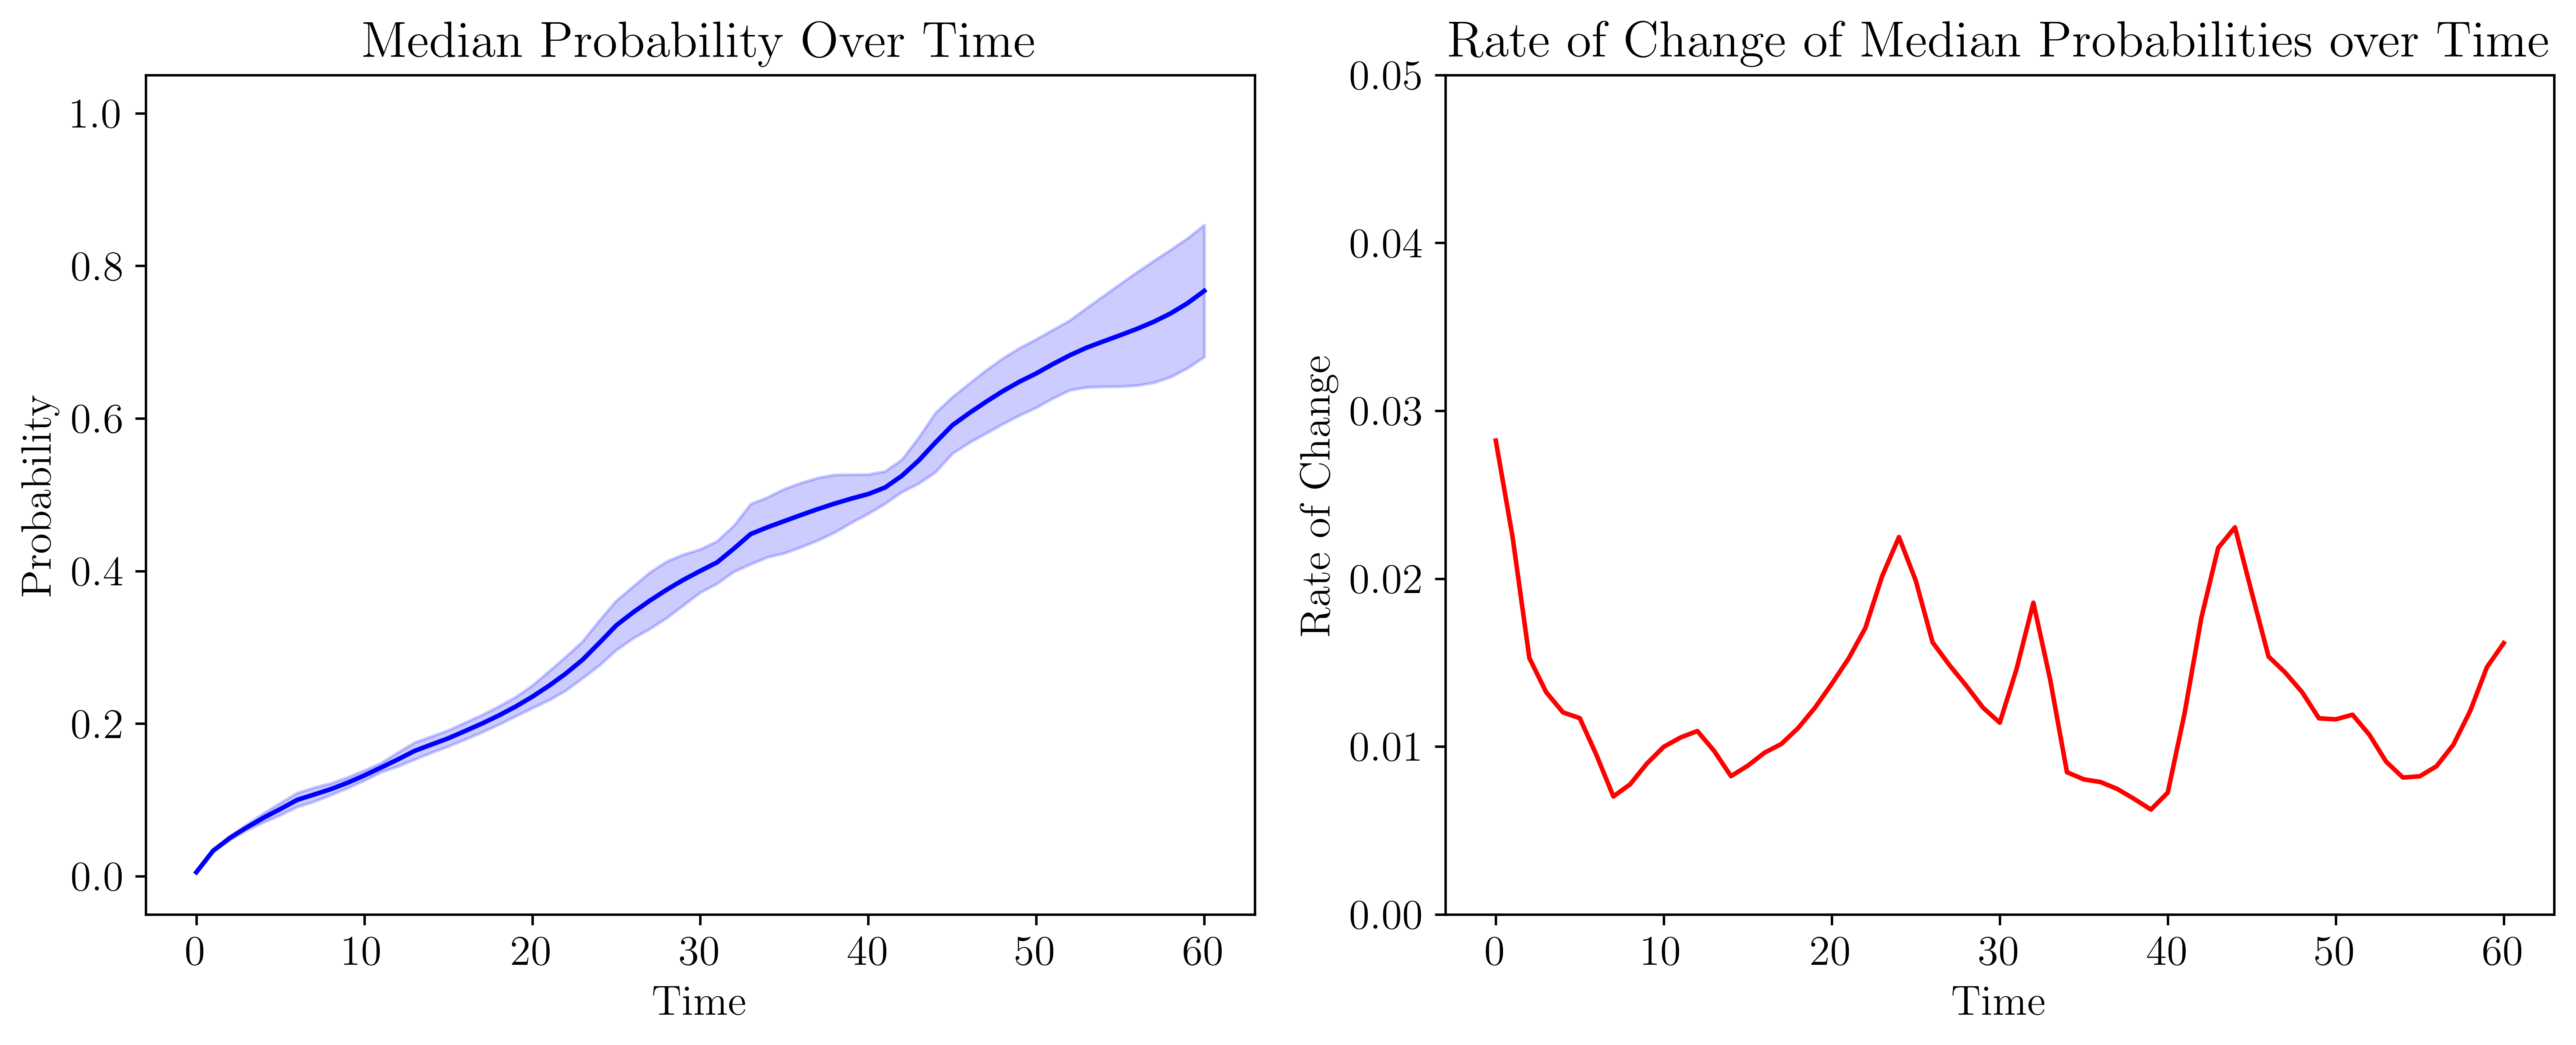 Median Probability Over Time
Probability
1.0
0.8
0.6
0.4
0.2
0.0
0 10 20 30 40 50 60
Time
Rate of Change of Median Probabilities over Time
Rate of Change
0.05
0.04
0.03
0.02
0.01
0.00
0 10 20 30 40 50 60
Time